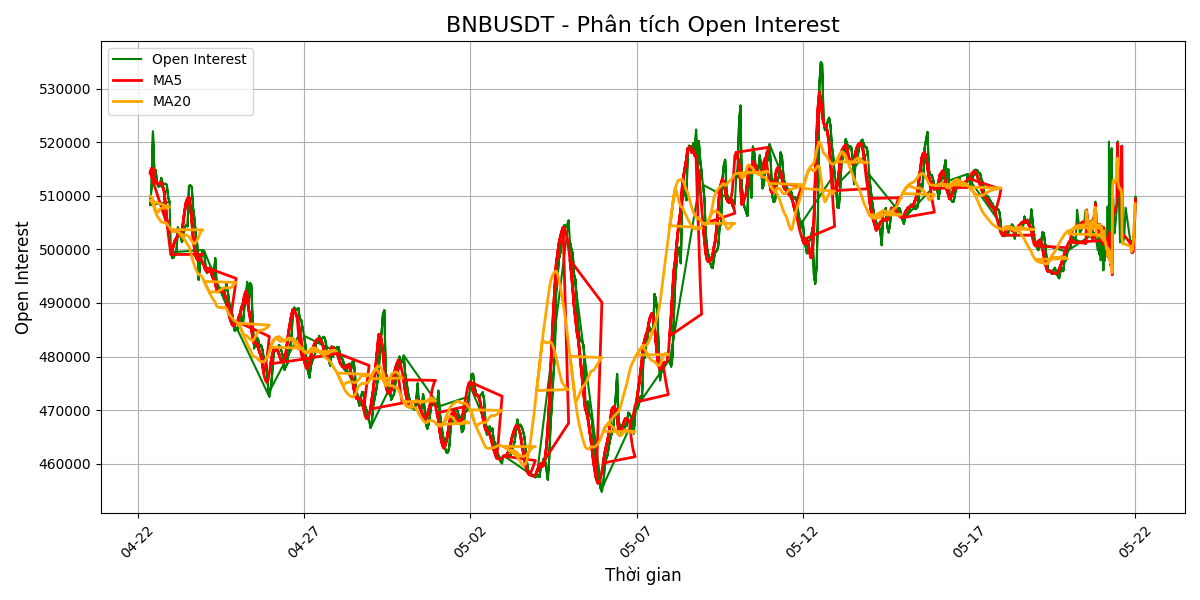 BNBUSDT - Phân tích Open Interest
Open Interest
MA5
MA20
530000
520000
510000
500000
490000
480000
470000
460000
Open Interest
04-22
04-27
05-02
05-07
05-12
05-17
05-22
Thời gian